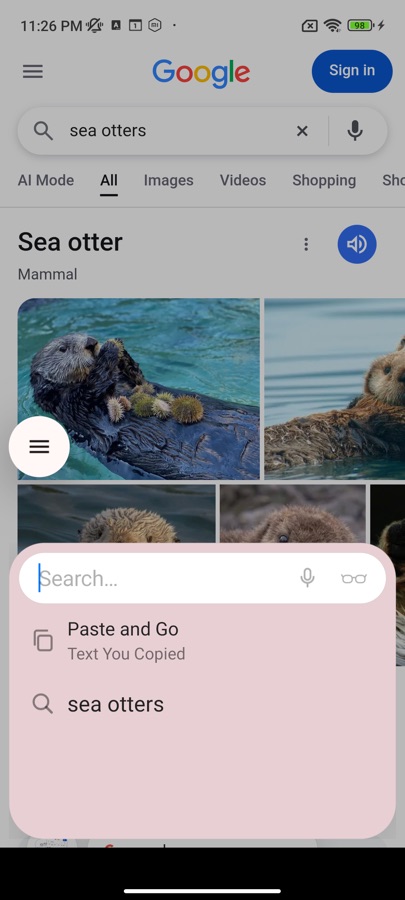 11:26 PM
98
Google
Sign in
sea otters
AI Mode All Images Videos Shopping Sho
Sea otter
Mammal
Search...
Paste and Go
Text You Copied
sea otters